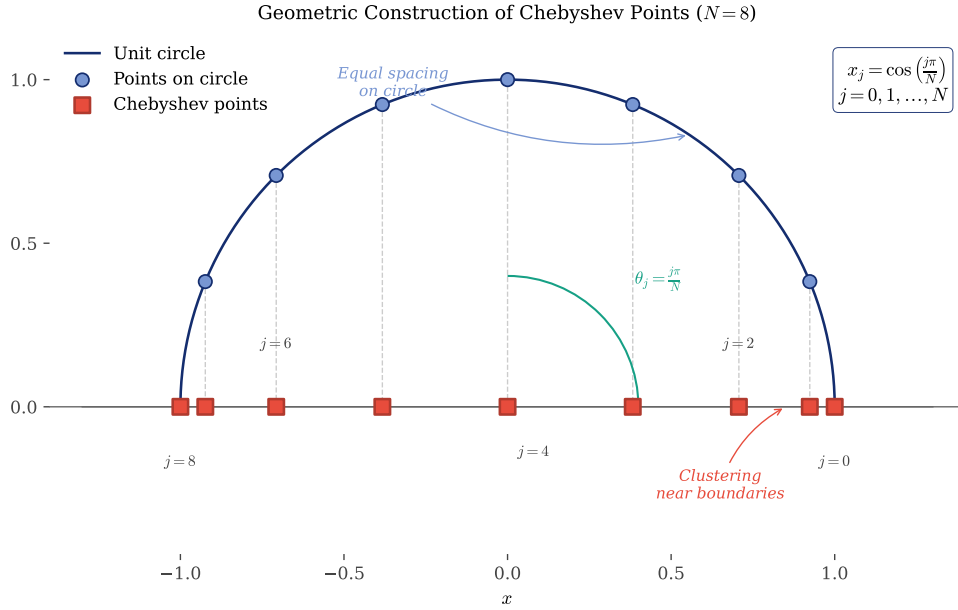 Geometric Construction of Chebyshev Points (N = 8)
Unit circle
Points on circle
Chebyshev points
Equal spacing
on circle
x_j = cos(jπ/N)
j = 0, 1, ..., N
1.0
0.5
0.0
θ_j = jπ/N
j = 6
j = 2
j = 8
j = 4
j = 0
Clustering
near boundaries
−1.0
−0.5
0.0
0.5
1.0
x